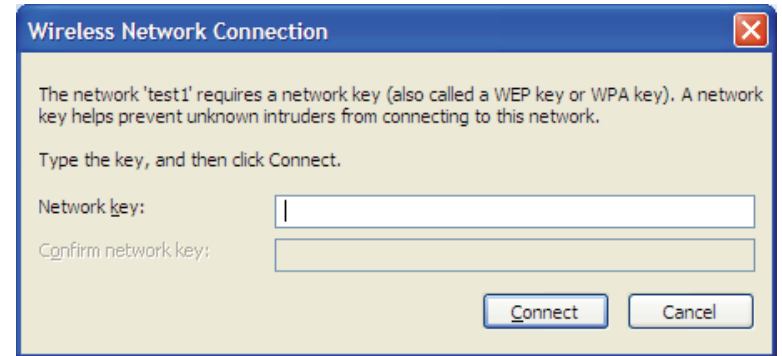 Wireless Network Connection
The network 'test1' requires a network key (also called a WEP key or WPA key). A network
key helps prevent unknown intruders from connecting to this network.
Type the key, and then click Connect.
Network key:
Confirm network key:
Connect Cancel